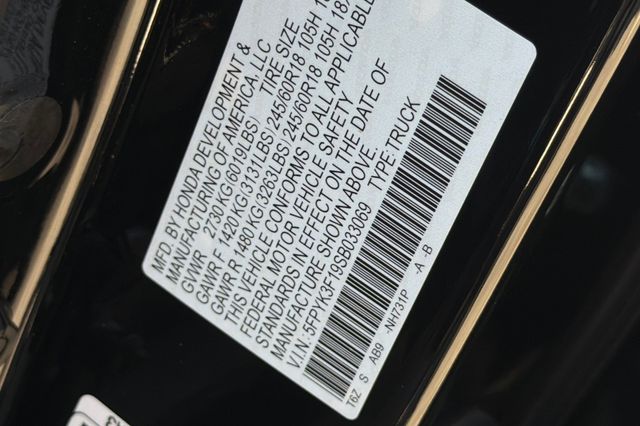 MFD. BY HONDA DEVELOPMENT &
MANUFACTURING OF AMERICA, LLC
GVWR 2730 KG(6019LBS) TIRE SIZE
GAWR F 1420 KG(3131LBS) 245/60R18 105H
GAWR R 1480 KG(3263LBS) 245/60R18 105H 18
THIS VEHICLE CONFORMS TO ALL APPLICABLE
FEDERAL MOTOR VEHICLE SAFETY
STANDARDS IN EFFECT ON THE DATE OF
MANUFACTURE SHOWN ABOVE.
V.I.N.: 5FPYK3F19SB033069 TYPE: TRUCK
T6Z S AB9 -NH731P -A -B